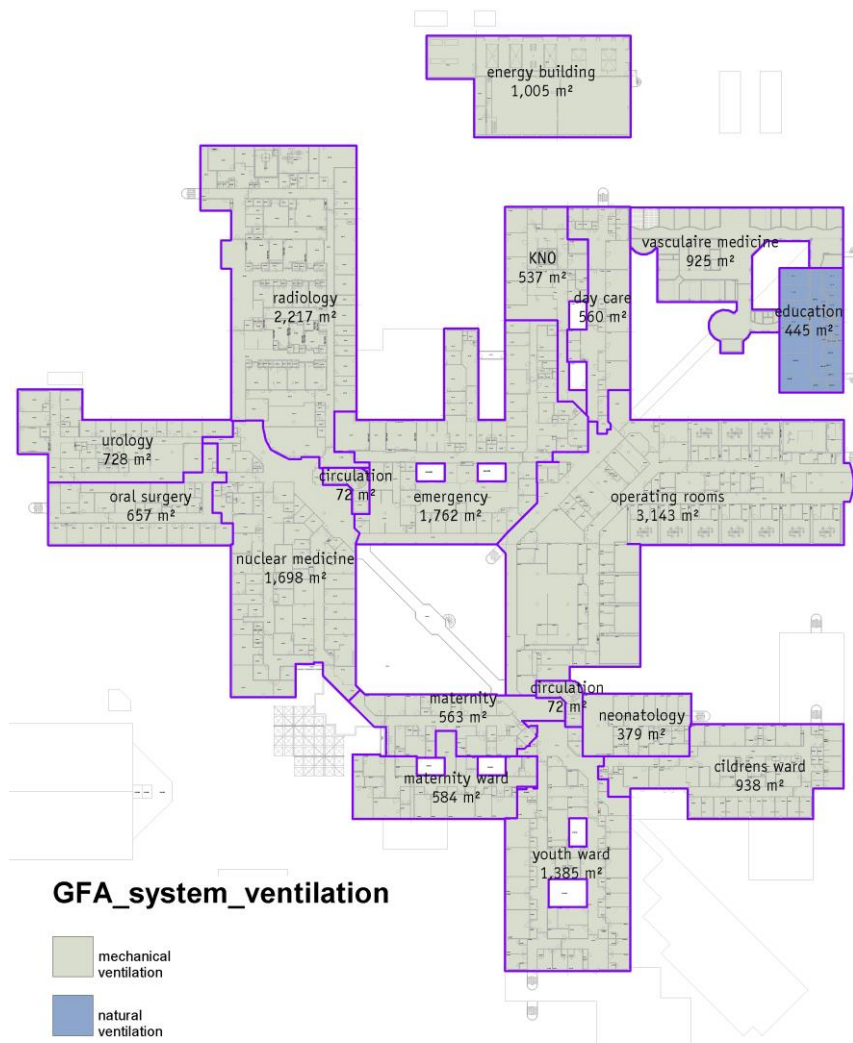 energy building
1,005 m²
vasculaire medicine
925 m²
KNO
537 m²
radiology
2,217 m²
day care
560 m²
education
445 m²
urology
728 m²
circulation
72 m²
emergency
1,762 m²
operating rooms
3,143 m²
oral surgery
657 m²
nuclear medicine
1,698 m²
maternity
563 m²
circulation
72 m²
neonatology
379 m²
maternity ward
584 m²
cildrens ward
938 m²
youth ward
1,385 m²
GFA_system_ventilation
mechanical
ventilation
natural
ventilation